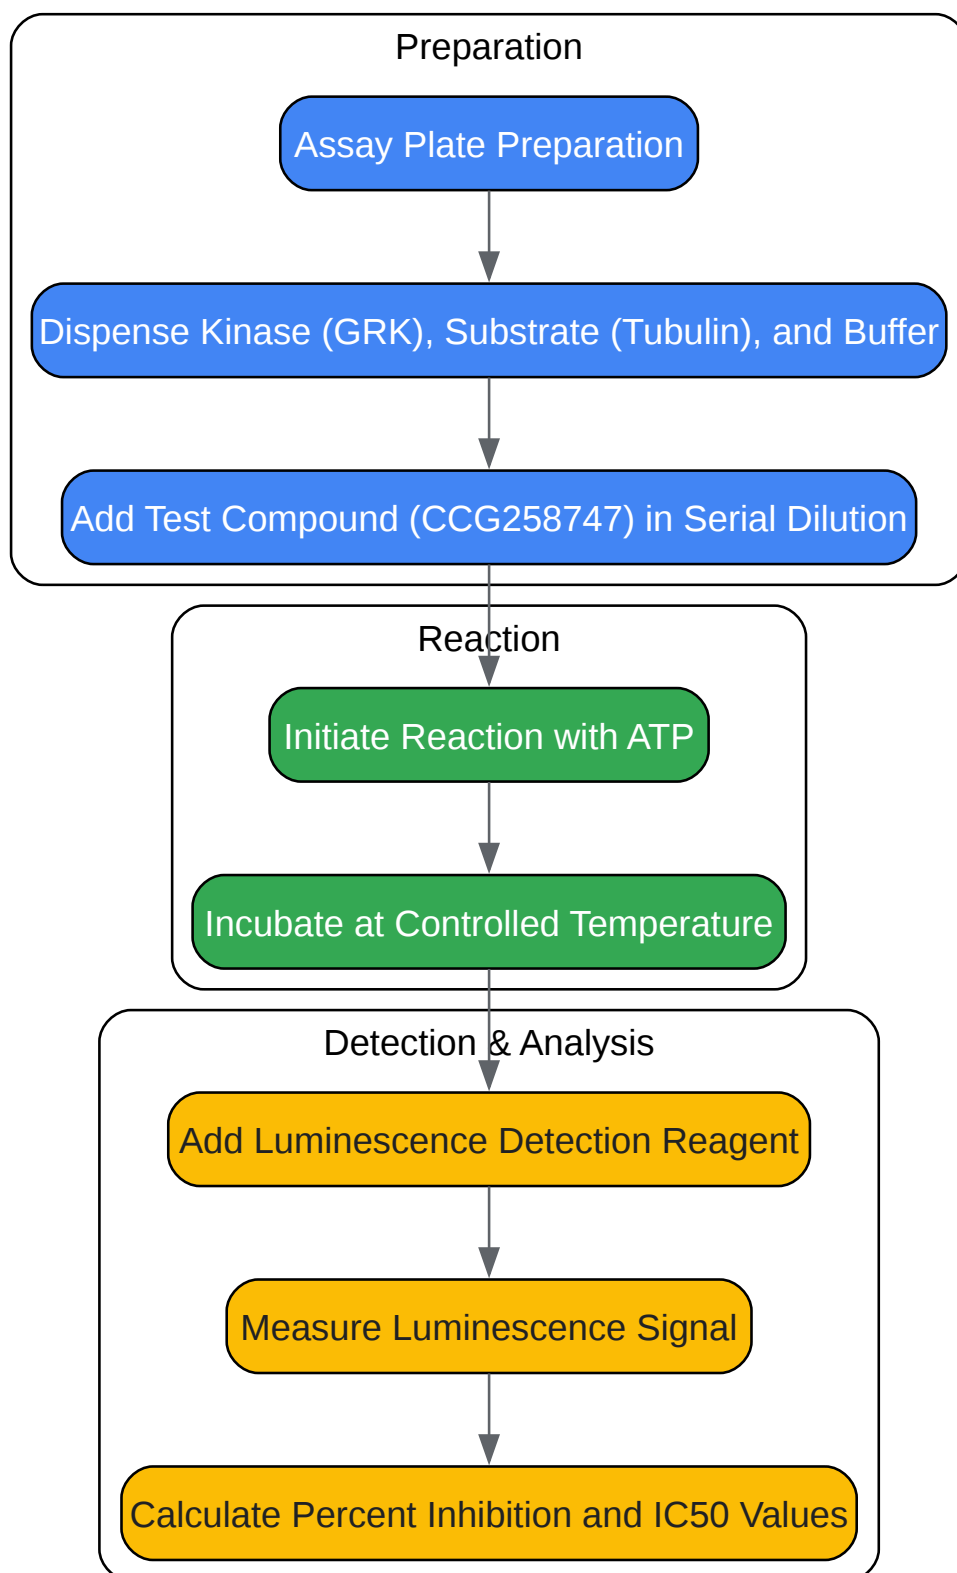 Preparation
Assay Plate Preparation
Dispense Kinase (GRK), Substrate (Tubulin), and Buffer
Add Test Compound (CCG258747) in Serial Dilution
Reaction
Initiate Reaction with ATP
Incubate at Controlled Temperature
Detection & Analysis
Add Luminescence Detection Reagent
Measure Luminescence Signal
Calculate Percent Inhibition and IC50 Values